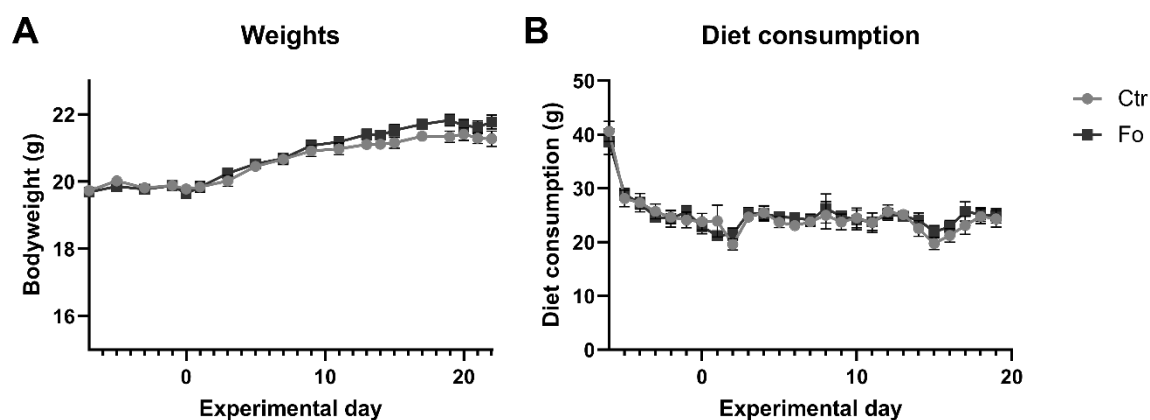 A
Weights
Bodyweight (g)
22
20
18
16
0
10
20
Experimental day
B
Diet consumption
Diet consumption (g)
50
40
30
20
10
0
0
10
20
Experimental day
Ctr
Fo